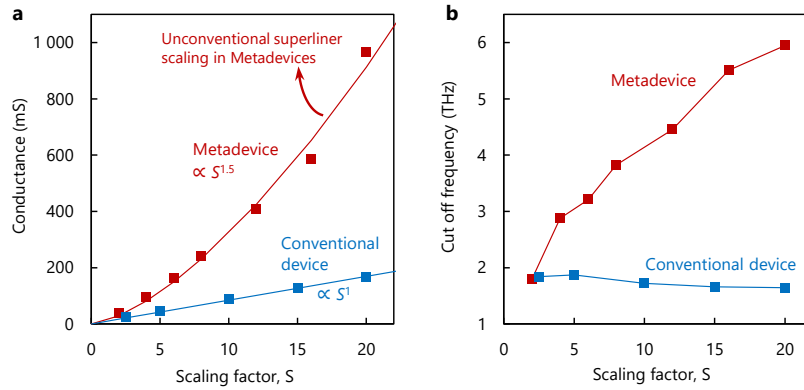 a
1 000
800
600
400
200
0
0
5
10
15
20
Conductance (mS)
Scaling factor, S
Unconventional superliner
scaling in Metadevices
Metadevice
∝ S1.5
Conventional
device
∝ S1
b
6
5
4
3
2
1
0
5
10
15
20
Cut off frequency (THz)
Scaling factor, S
Metadevice
Conventional device